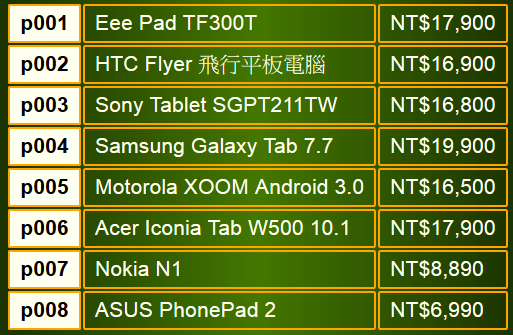 p001 Eee Pad TF300T NT$17,900
p002 HTC Flyer 飛行平板電腦 NT$16,900
p003 Sony Tablet SGPT211TW NT$16,800
p004 Samsung Galaxy Tab 7.7 NT$19,900
p005 Motorola XOOM Android 3.0 NT$16,500
p006 Acer Iconia Tab W500 10.1 NT$17,900
p007 Nokia N1 NT$8,890
p008 ASUS PhonePad 2 NT$6,990